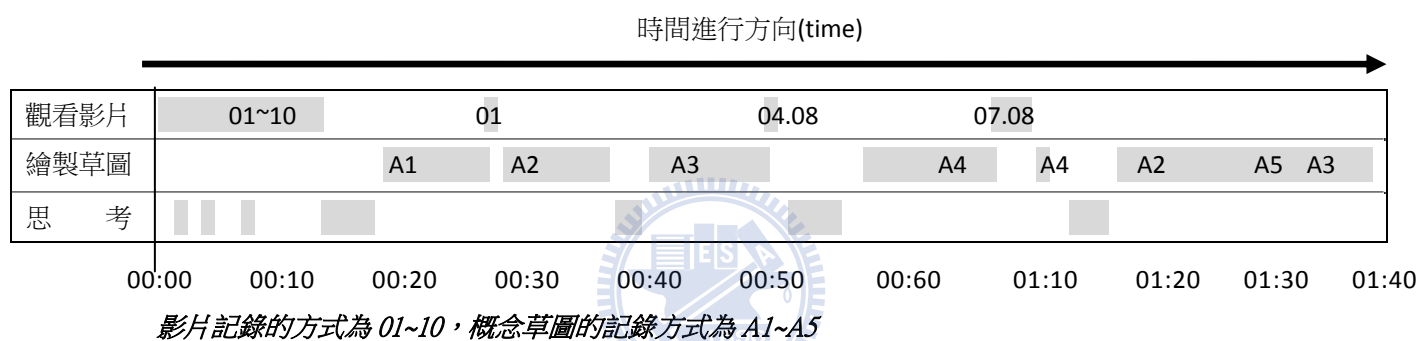 時間進行方向(time)
觀看影片 01~10 01 04.08 07.08
繪製草圖 A1 A2 A3 A4 A4 A2 A5 A3
思 考
00:00 00:10 00:20 00:30 00:40 00:50 00:60 01:10 01:20 01:30 01:40
影片記錄的方式為 01~10，概念草圖的記錄方式為 A1~A5
ES